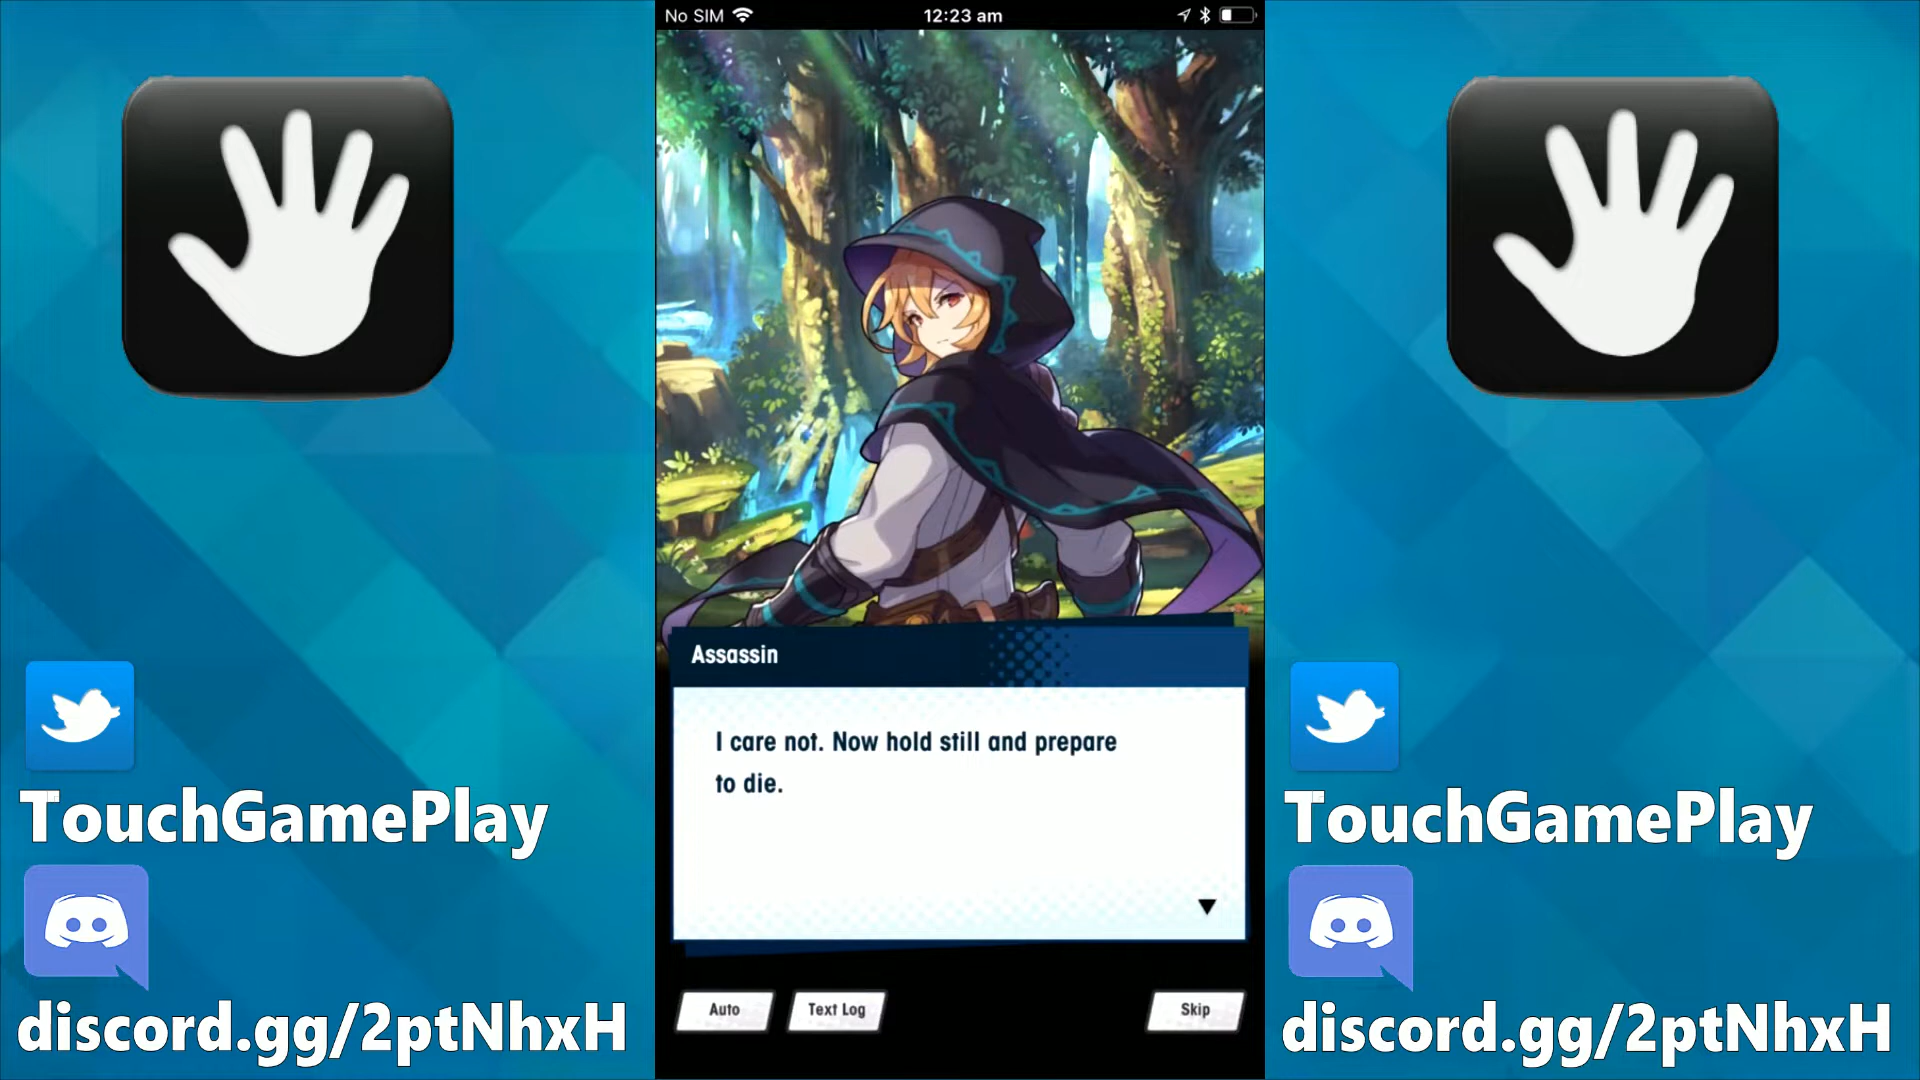 No SIM
12:23 am
Assassin
I care not. Now hold still and prepare
to die.
Auto
Text Log
Skip
TouchGamePlay
discord.gg/2ptNhxH
TouchGamePlay
discord.gg/2ptNhxH